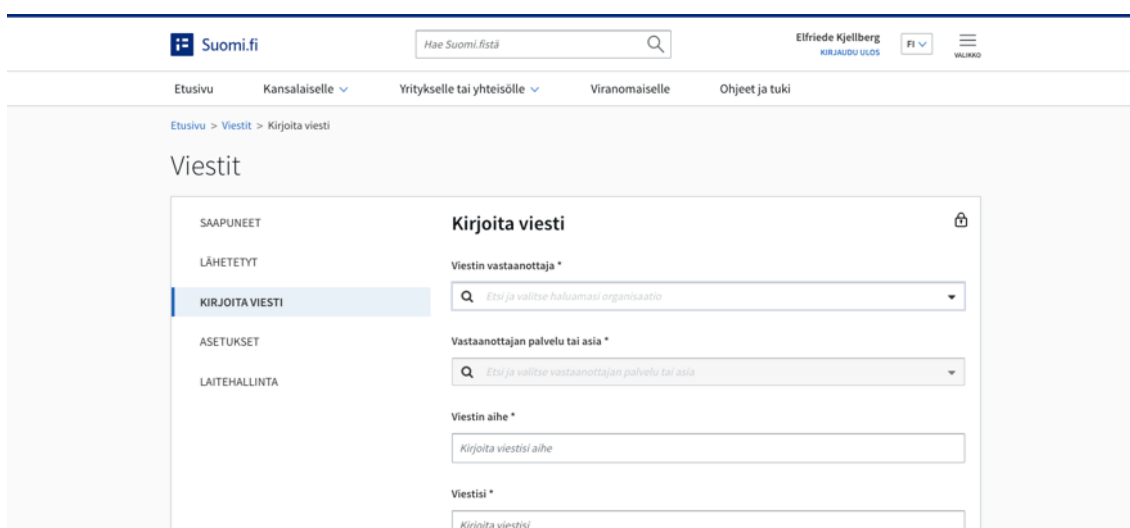 Suomi.fi
Hae Suomi.fistä
Elfriede Kjellberg
KIRJAUDU ULOS
FI
VALIKKO
Etusivu Kansalaiselle Yritykselle tai yhteisölle Viranomaiselle Ohjeet ja tuki
Etusivu > Viestit > Kirjoita viesti
Viestit
SAAPUNEET
LÄHETETYT
KIRJOITA VIESTI
ASETUKSET
LAITEHALLINTA
Kirjoita viesti
Viestin vastaanottaja *
Etsi ja valitse haluamasi organisaatio
Vastaanottajan palvelu tai asia *
Etsi ja valitse vastaanottajan palvelu tai asia
Viestin aihe *
Kirjoita viestisi aihe
Viestisi *
Kirjoita viestisi